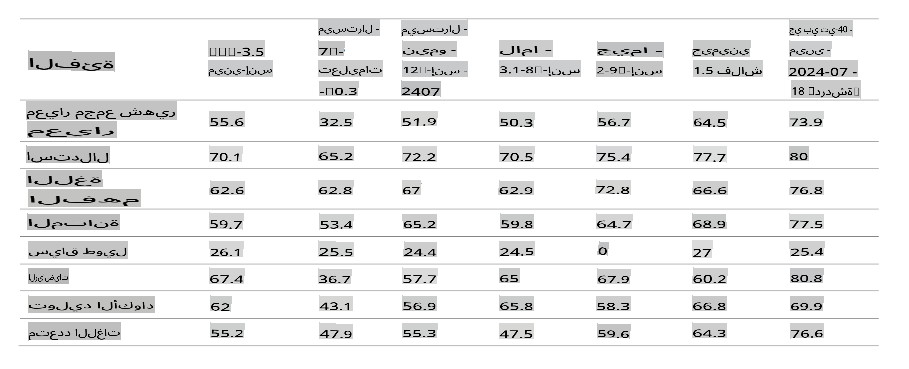 الفئة
▯▯▯-3.5
ميني-إنس
ميسترال -
7▯-
تعليمات
-▯0.3
ميسترال -
نيمو -
12▯-إنس -
2407
لاما -
3.1-8▯-إنس
جيما -
2-9▯-إنس
جيميني
1.5 فلاش
جي بي تي-4o-
ميني -
2024-07 -
18
معيار مجمع شهير
معيار
55.6 32.5 51.9 50.3 56.7 64.5 73.9
استدلال 70.1 65.2 72.2 70.5 75.4 77.7 80
اللغة
الفهم
62.6 62.8 67 62.9 72.8 66.6 76.8
المتانة 59.7 53.4 65.2 59.8 64.7 68.9 77.5
سياق طويل 26.1 25.5 24.4 24.5 0 27 25.4
الرياضيات 67.4 36.7 57.7 65 67.9 60.2 80.8
توليد الأكواد 62 43.1 56.9 65.8 58.3 66.8 69.9
متعدد اللغات 55.2 47.9 55.3 47.5 59.6 64.3 76.6